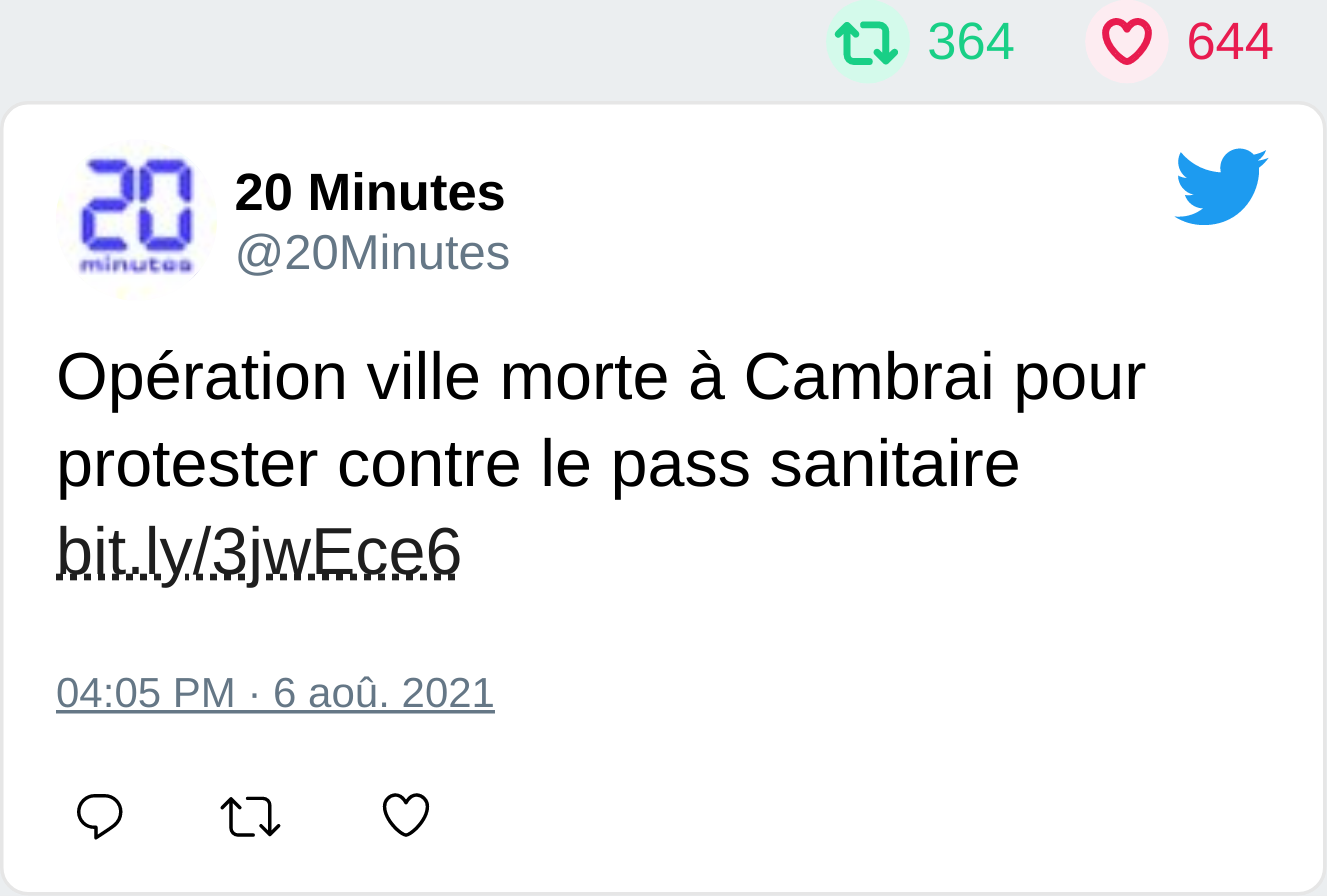 364 644
20 minutes
20 Minutes
@20Minutes
Opération ville morte à Cambrai pour
protester contre le pass sanitaire
bit.ly/3jwEce6
04:05 PM · 6 aoû. 2021